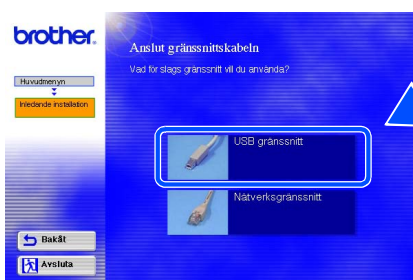 brother.
Huvudmenyn
Inledande installation
Anslut gränssnittskabeln
Vad för slags gränssnitt vill du använda?
USB gränssnitt
Nätverksgränssnitt
Bakåt
Avsluta